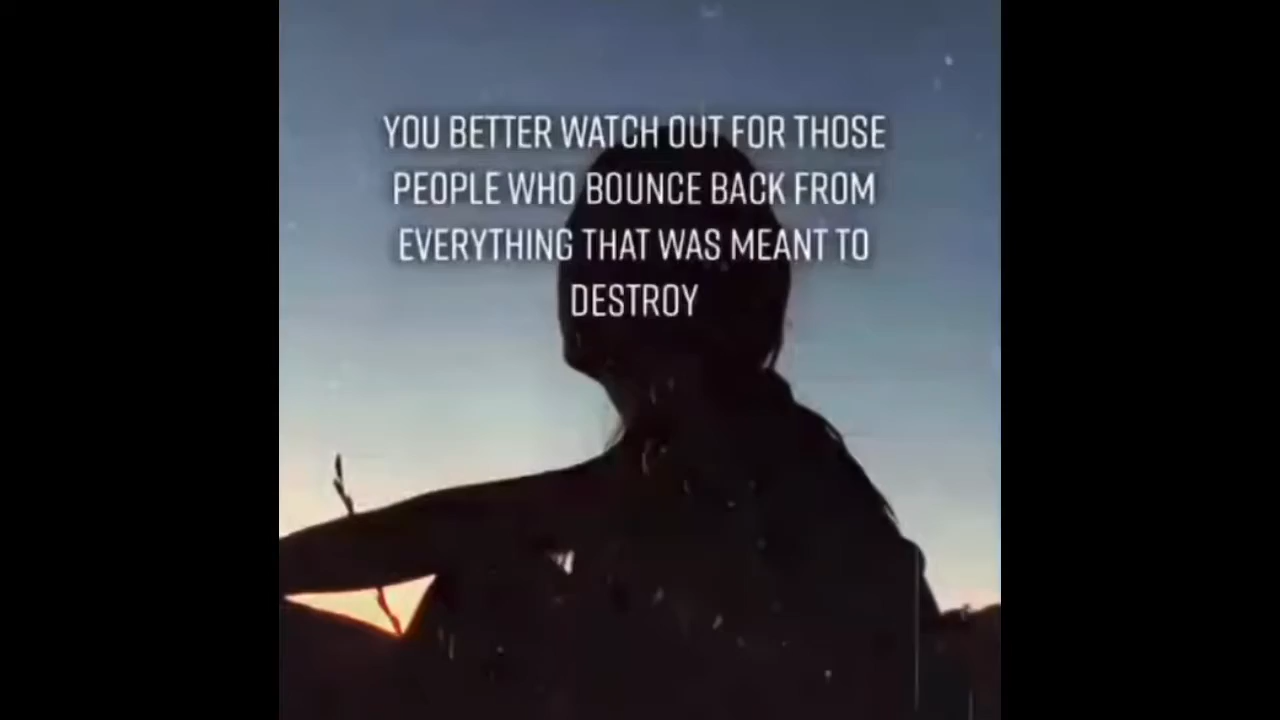 YOU BETTER WATCH OUT FOR THOSE
PEOPLE WHO BOUNCE BACK FROM
EVERYTHING THAT WAS MEANT TO
DESTROY